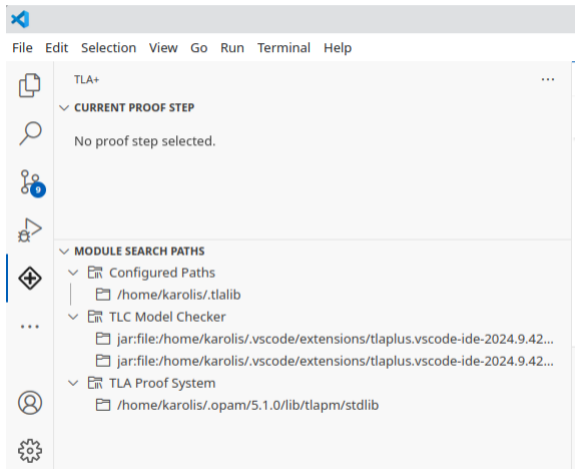 File Edit Selection View Go Run Terminal Help
TLA+
CURRENT PROOF STEP
No proof step selected.
9
MODULE SEARCH PATHS
Configured Paths
/home/karolis/.tlalib
TLC Model Checker
jar:file:/home/karolis/.vscode/extensions/tlaplus.vscode-ide-2024.9.42...
jar:file:/home/karolis/.vscode/extensions/tlaplus.vscode-ide-2024.9.42...
TLA Proof System
/home/karolis/.opam/5.1.0/lib/tlapm/stdlib